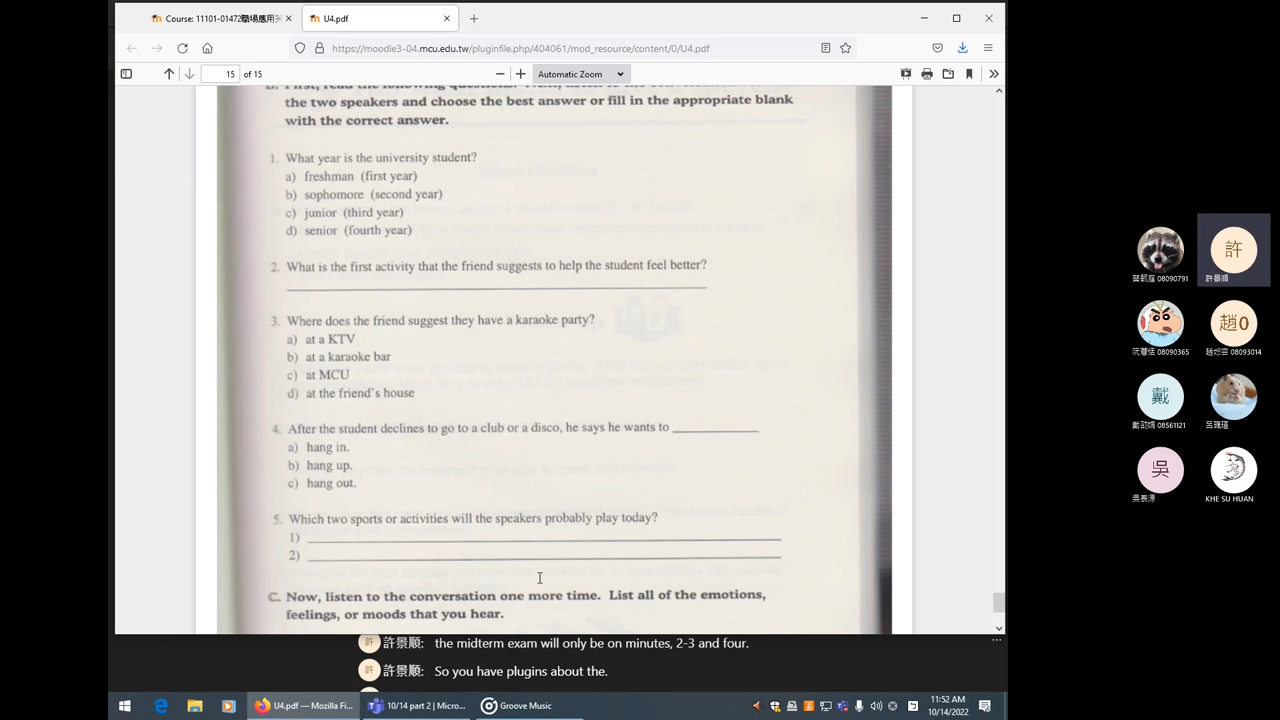 Course: 11101-01472職場應用英
U4.pdf
https://moodle3-04.mcu.edu.tw/pluginfile.php/404061/mod_resource/content/0/U4.pdf
15 of 15
Automatic Zoom
the two speakers and choose the best answer or fill in the appropriate blank
with the correct answer.
1. What year is the university student?
a) freshman (first year)
b) sophomore (second year)
c) junior (third year)
d) senior (fourth year)
2. What is the first activity that the friend suggests to help the student feel better?
3. Where does the friend suggest they have a karaoke party?
a) at a KTV
b) at a karaoke bar
c) at MCU
d) at the friend's house
4. After the student declines to go to a club or a disco, he says he wants to
a) hang in.
b) hang up.
c) hang out.
5. Which two sports or activities will the speakers probably play today?
1)
2)
C. Now, listen to the conversation one more time. List all of the emotions,
feelings, or moods that you hear.
許景順: the midterm exam will only be on minutes, 2-3 and four.
許景順: So you have plugins about the.
08090791
許
許景順
08090365
趙0
08093014
戴
08561121
吳
KHE SU HUAN
U4.pdf — Mozilla Fi...
10/14 part 2 | Micro...
Groove Music
11:52 AM
10/14/2022